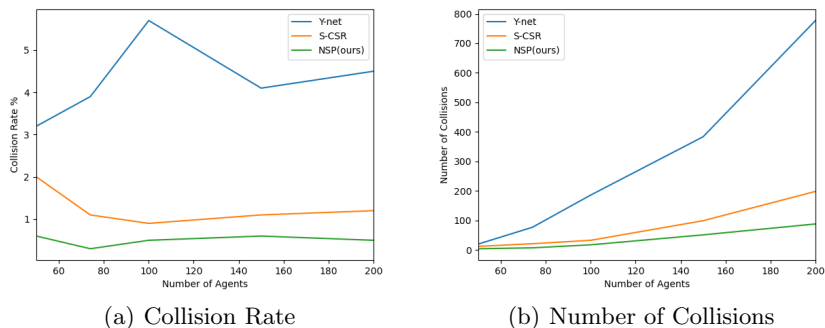 Y-net
S-CSR
NSP(ours)
Collision Rate %
5
4
3
2
1
60 80 100 120 140 160 180 200
Number of Agents
(a) Collision Rate
Y-net
S-CSR
NSP(ours)
Number of Collisions
800
700
600
500
400
300
200
100
0
60 80 100 120 140 160 180 200
Number of Agents
(b) Number of Collisions